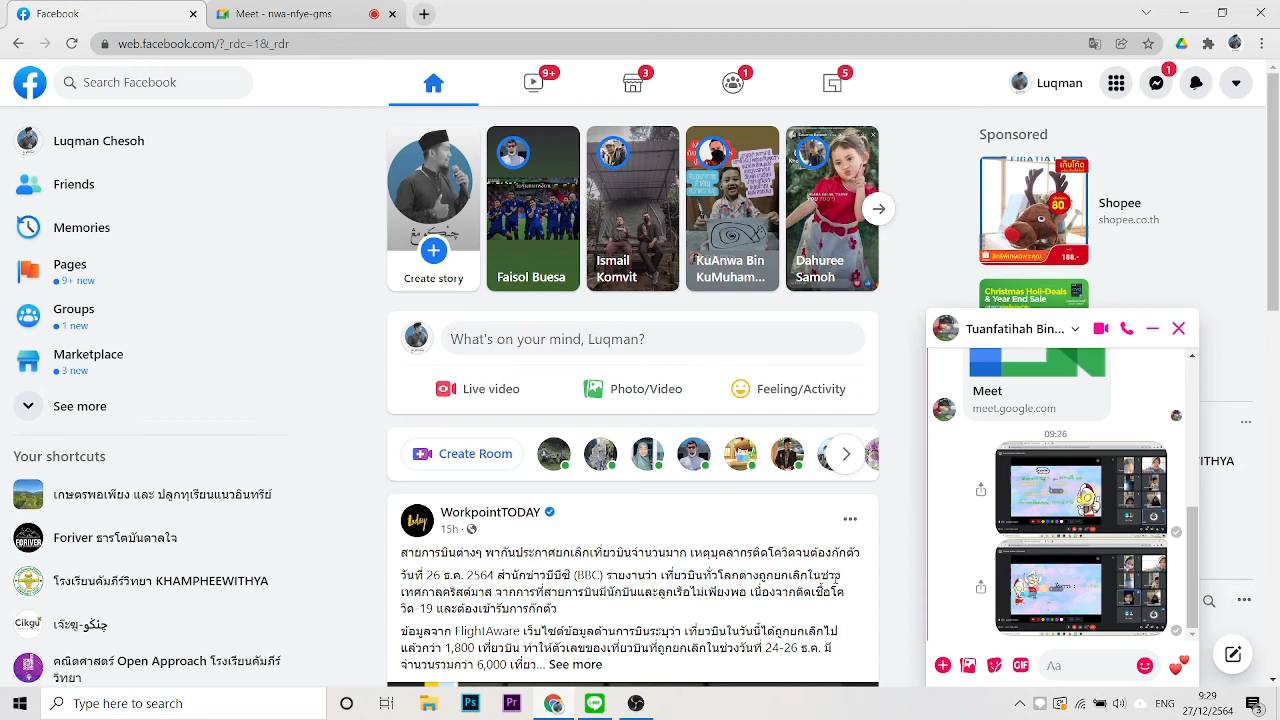 Facebook
Meet - nwa-nfye-gms
web.facebook.com/?_rdc=1&_rdr
Search Facebook
9+
3
1
5
Luqman
1
Luqman Chesoh
Friends
Memories
Pages
9+ new
Groups
1 new
Marketplace
3 new
See more
Your shortcuts
เกษตรพอเพียง และ ปลูกทุเรียนแนวอินทรีย์
Foriver ชาร์โตบันดาลใจ
โรงเรียนคัมภีร์วิทยา KHAMPHEEWITHYA
เจ๊ะฆู-چئکو
คณิตศาสตร์ Open Approach โรงเรียนคัมภีร์
วิทยา
Create story
Faisol Buesa
Ismail
Komvit
KuAnwa Bin
KuMuham...
Dahuree
Samoh
What's on your mind, Luqman?
Live video
Photo/Video
Feeling/Activity
Create Room
WorkpointTODAY
today
15h
สายการบินทั่วโลกพากันประกาศยกเลิกเที่ยวบินจำนวนมาก เหตุบุคลากรติดโควิดจนต้องกักตัว
วันที่ 26 ธ.ค. 2564 สำนักข่าวบีบีซี (BBC) รายงานว่า เที่ยวบินทั่วโลกต่างถูกยกเลิกในช่วง
เทศกาลคริสต์มาส จากการที่สายการบินมีนักบินและลูกเรือไม่เพียงพอ เนื่องจากติดเชื้อโค
วิด-19 และต้องเข้ารับการกักตัว
ข้อมูลจาก FlightAware เว็บไซต์ข้อมูลด้านการบินระบุว่า เที่ยวบินในวันนี้ได้ถูกยกเลิกไป
แล้วกว่า 1,800 เที่ยวบิน ทำให้ตัวเลขเที่ยวบินที่ถูกยกเลิกในช่วงวันที่ 24-26 ธ.ค. มี
จำนวนรวมกว่า 6,000 เที่ยว... See more
Sponsored
เก็บโค้ด
80
188.-
Shopee
shopee.co.th
Christmas Holi-Deals
& Year End Sale
Tuanfatihah Bin...
Meet
meet.google.com
09:26
GIF
Aa
Type here to search
Ps
Pr
ENG
9:29
27/12/2564
3